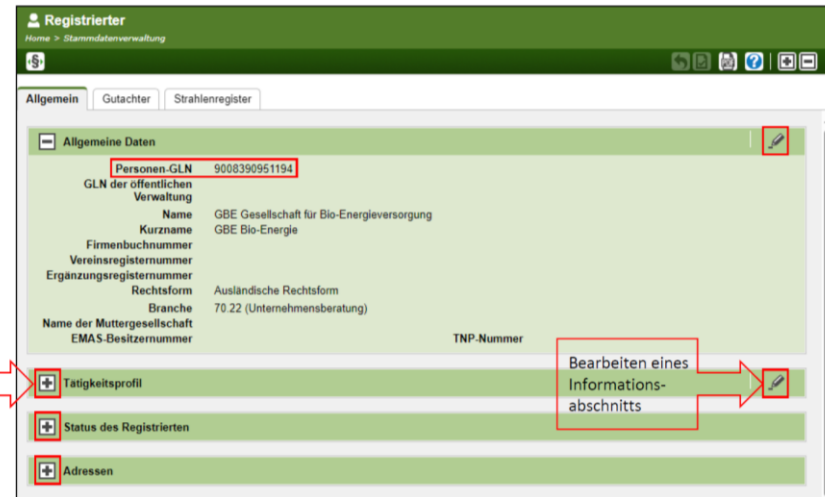 Registrierter
Home > Stammdatenverwaltung
§
Allgemein Gutachter Strahlenregister
Allgemeine Daten
Personen-GLN 9008390951194
GLN der öffentlichen
Verwaltung
Name GBE Gesellschaft für Bio-Energieversorgung
Kurzname GBE Bio-Energie
Firmenbuchnummer
Vereinsregisternummer
Ergänzungsregisternummer
Rechtsform Ausländische Rechtsform
Branche 70.22 (Unternehmensberatung)
Name der Muttergesellschaft
EMAS-Besitzernummer TNP-Nummer
Tätigkeitsprofil
Bearbeiten eines
Informations-
abschnitts
Status des Registrierten
Adressen